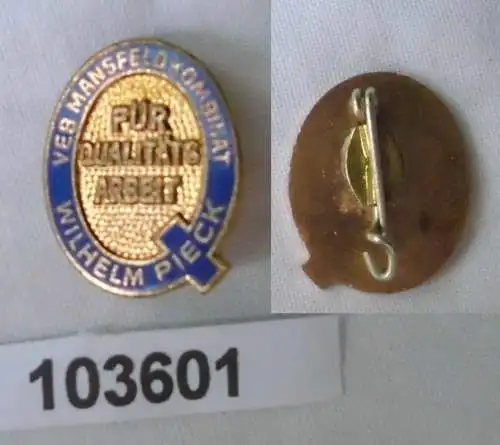 VEB MANSFELD KOMBINAT
WILHELM PIECK
FÜR
QUALITÄTS
ARBEIT
103601